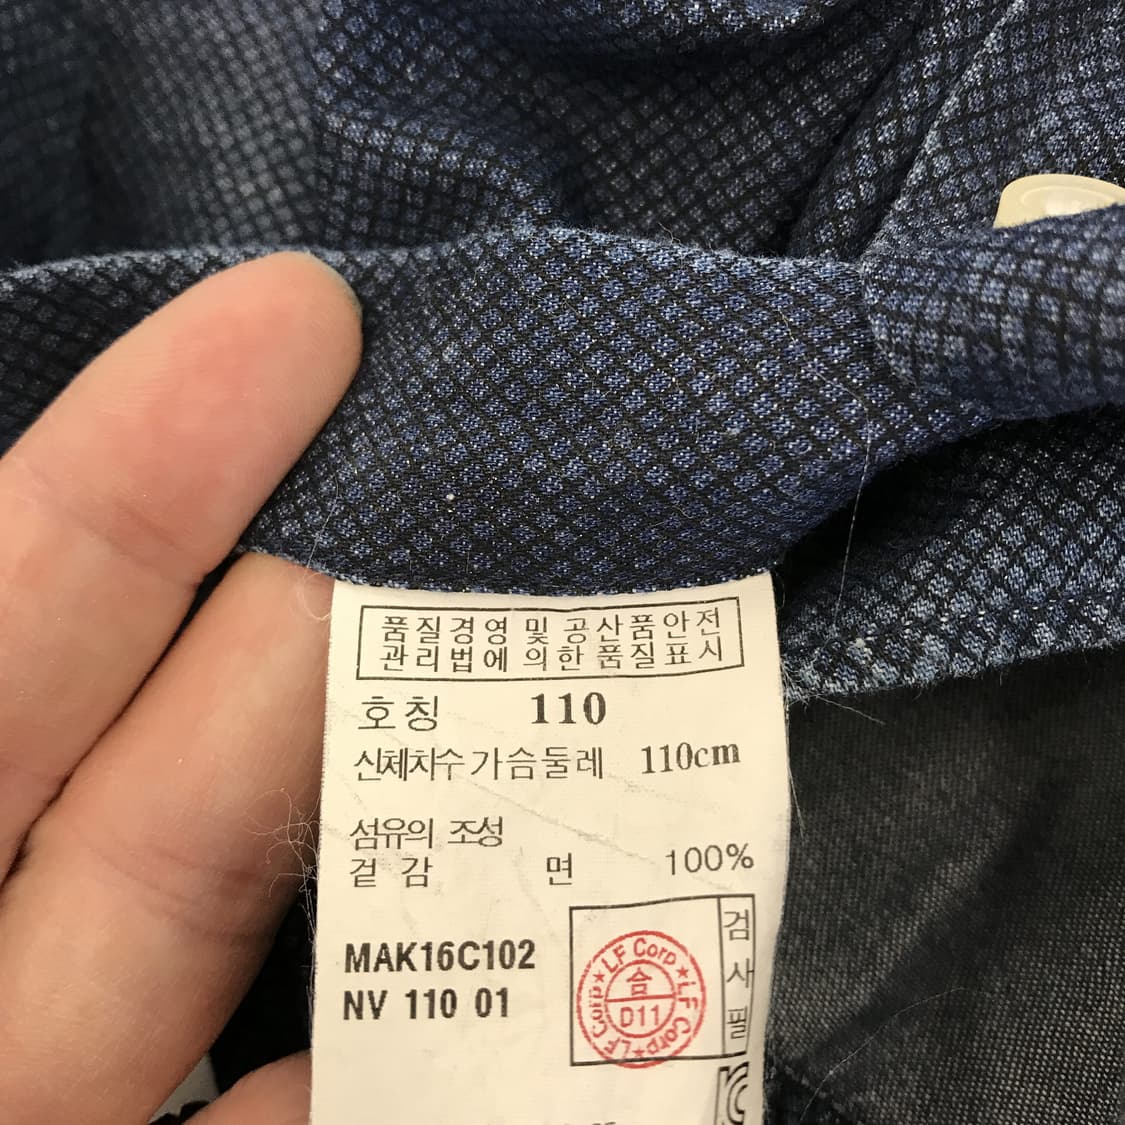 품질경영 및 공산품안전
관리법에 의한 품질표시
호칭 110
신체치수 가슴둘레 110cm
섬유의 조성
겉 감 면 100%
MAK16C102
NV 110 01
검사필
LF Corp★LF Corp★LF Corp★
合
D11